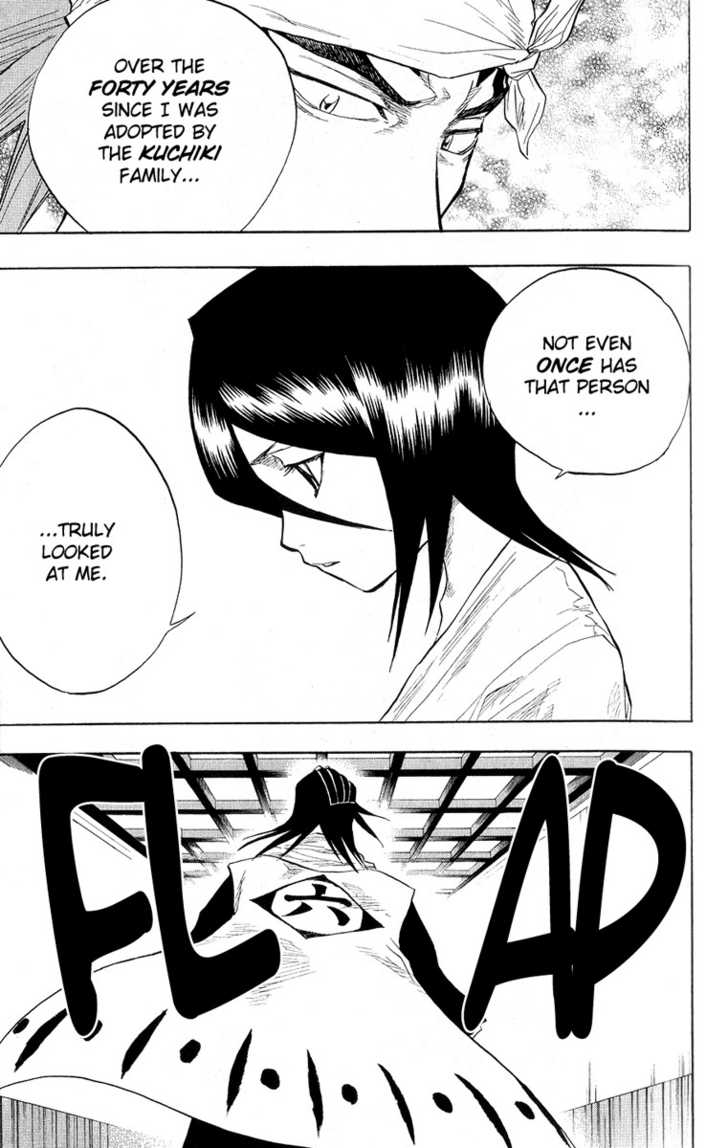 OVER THE
FORTY YEARS
SINCE I WAS
ADOPTED BY
THE KUCHIKI
FAMILY...
NOT EVEN
ONCE HAS
THAT PERSON
...
...TRULY
LOOKED
AT ME.
FLAP
六